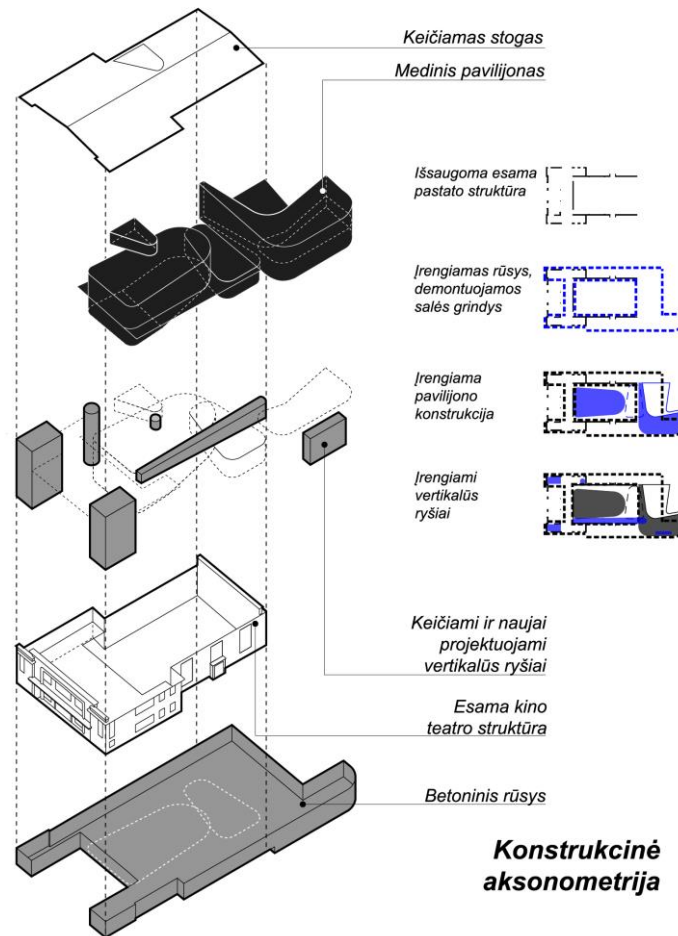 Keičiamas stogas
Medinis pavilijonas
Išsaugoma esama
pastato struktūra
Įrengiamas rūsys,
demontuojamos
salės grindys
Įrengiama
pavilijono
konstrukcija
Įrengiami
vertikalūs
ryšiai
Keičiami ir naujai
projektuojami
vertikalūs ryšiai
Esama kino
teatro struktūra
Betoninis rūsys
Konstrukcinė
aksonometrija